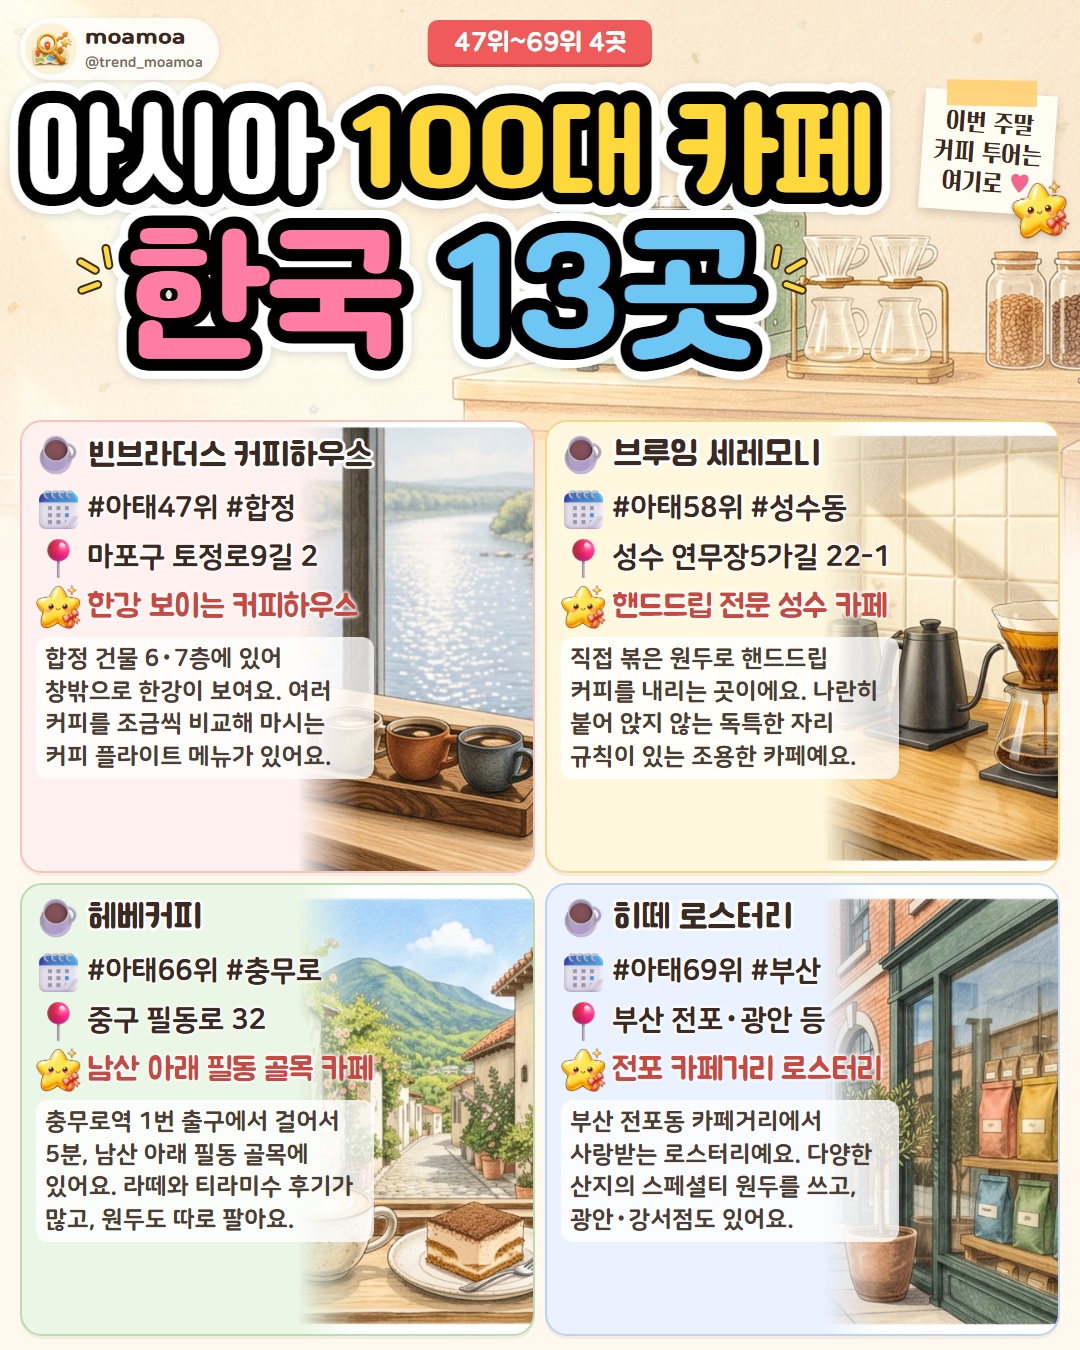 moamoa
@trend_moamoa
47위~69위 4곳
아시아 100대 카페
한국 13곳
이번 주말
커피 투어는
여기로
빈브라더스 커피하우스
#아태47위 #합정
마포구 토정로9길 2
한강 보이는 커피하우스
합정 건물 6·7층에 있어
창밖으로 한강이 보여요. 여러
커피를 조금씩 비교해 마시는
커피 플라이트 메뉴가 있어요.
브루잉 세레모니
#아태58위 #성수동
성수 연무장5가길 22-1
핸드드립 전문 성수 카페
직접 볶은 원두로 핸드드립
커피를 내리는 곳이에요. 나란히
붙어 앉지 않는 독특한 자리
규칙이 있는 조용한 카페예요.
헤베커피
#아태66위 #충무로
중구 필동로 32
남산 아래 필동 골목 카페
충무로역 1번 출구에서 걸어서
5분, 남산 아래 필동 골목에
있어요. 라떼와 티라미수 후기가
많고, 원두도 따로 팔아요.
히떼 로스터리
#아태69위 #부산
부산 전포·광안 등
전포 카페거리 로스터리
부산 전포동 카페거리에서
사랑받는 로스터리예요. 다양한
산지의 스페셜티 원두를 쓰고,
광안·강서점도 있어요.